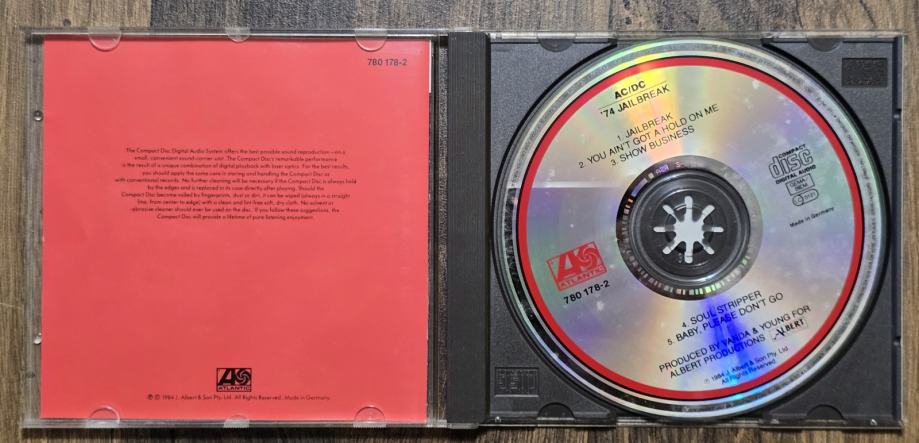 780 178-2
The Compact Disc Digital Audio System offers the best possible sound reproduction—on a
small, convenient sound-carrier unit. The Compact Disc's remarkable performance
is the result of a unique combination of digital playback with laser optics. For the best results,
you should apply the same care in storing and handling the Compact Disc as
with conventional records. No further cleaning will be necessary if the Compact Disc is always held
by the edges and is replaced in its case directly after playing. Should the
Compact Disc become soiled by fingerprints, dust or dirt, it can be wiped (always in a straight
line, from center to edge) with a clean and lint free soft, dry cloth. No solvent or
abrasive cleaner should ever be used on the disc. If you follow these suggestions, the
Compact Disc will provide a lifetime of pure listening enjoyment.
ATLANTIC
℗ © 1984 J. Albert & Son Pty. Ltd. All Rights Reserved. Made in Germany
AC/DC
'74 JAILBREAK
1. JAILBREAK
2. YOU AIN'T GOT A HOLD ON ME
3. SHOW BUSINESS
COMPACT
disc
DIGITAL AUDIO
GEMA
BIEM
Made in Germany
ATLANTIC
780 178-2
4. SOUL STRIPPER
5. BABY, PLEASE DON'T GO
PRODUCED BY VANDA & YOUNG FOR
ALBERT PRODUCTIONS ALBERT
℗ 1984 J. Albert & Son Pty. Ltd.
All Rights Reserved